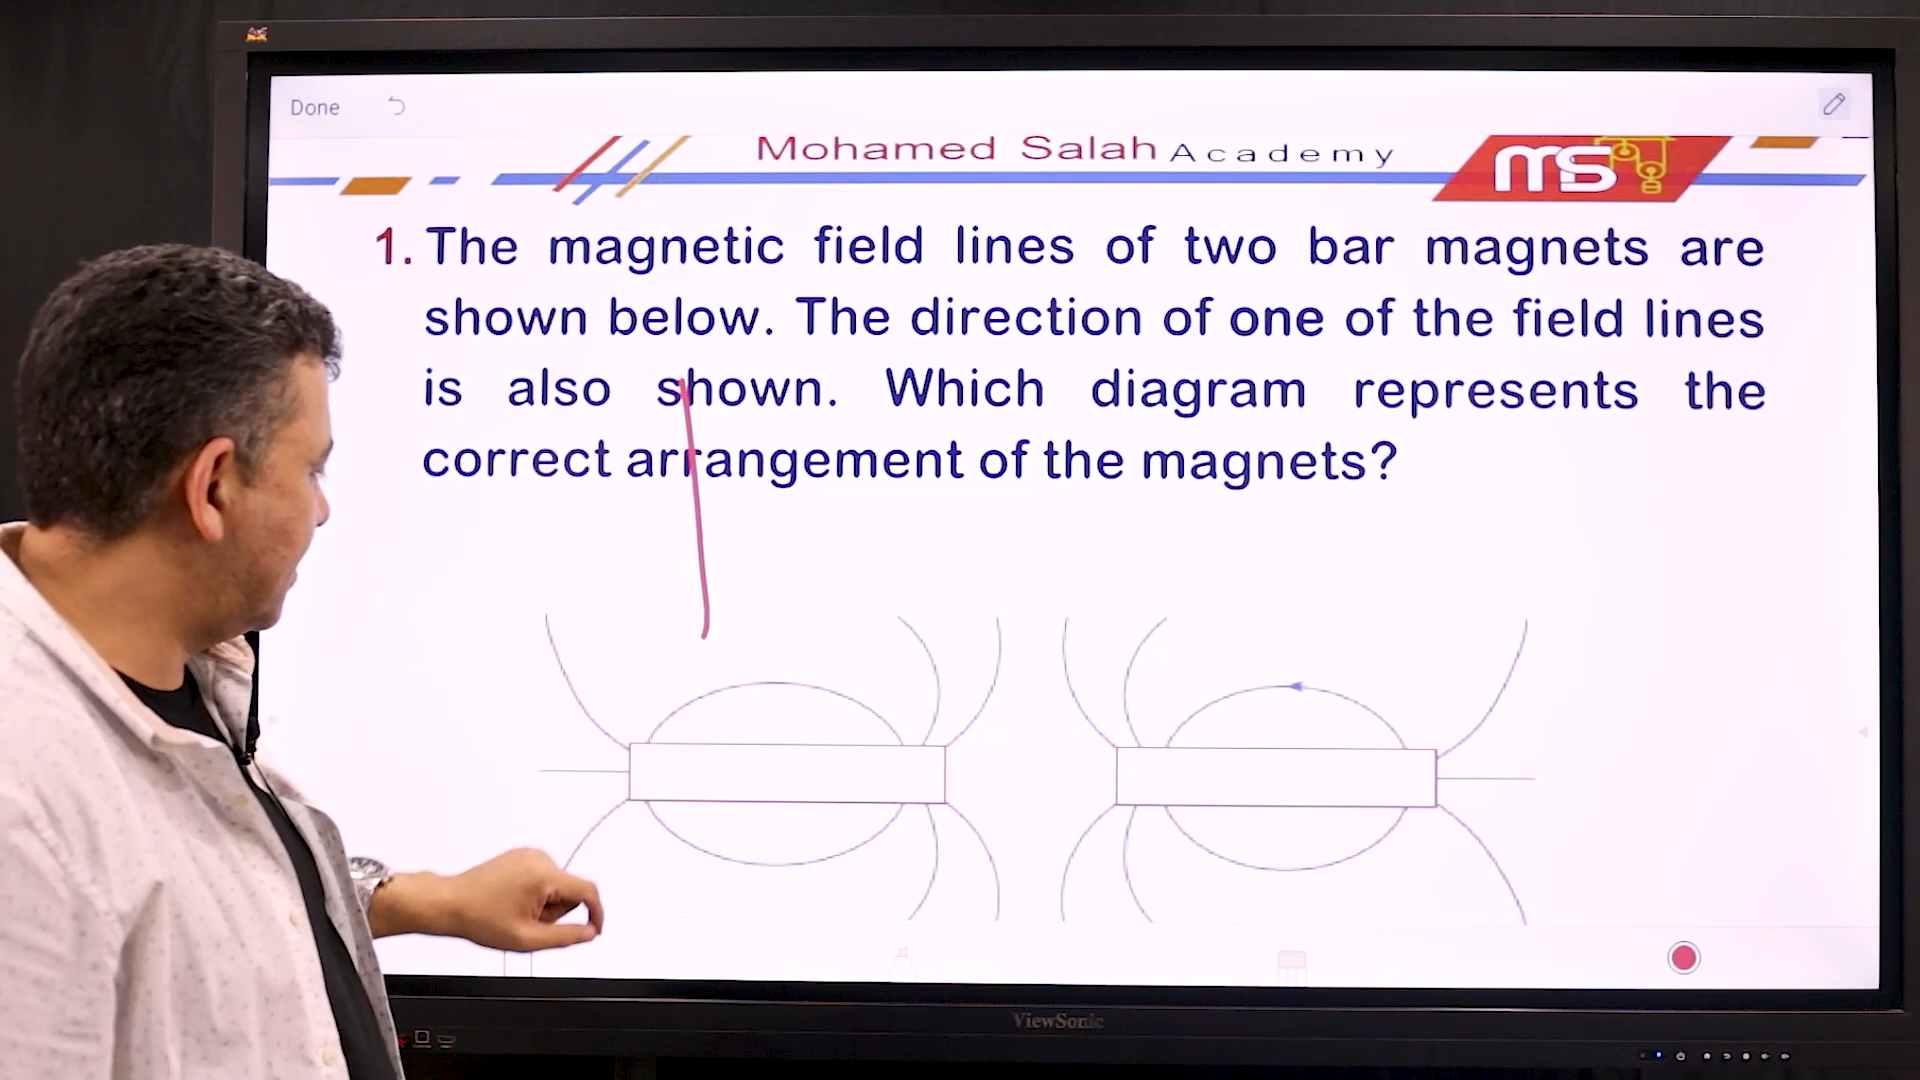 Done
Mohamed Salah Academy
MS
1. The magnetic field lines of two bar magnets are
shown below. The direction of one of the field lines
is also shown. Which diagram represents the
correct arrangement of the magnets?
ViewSonic